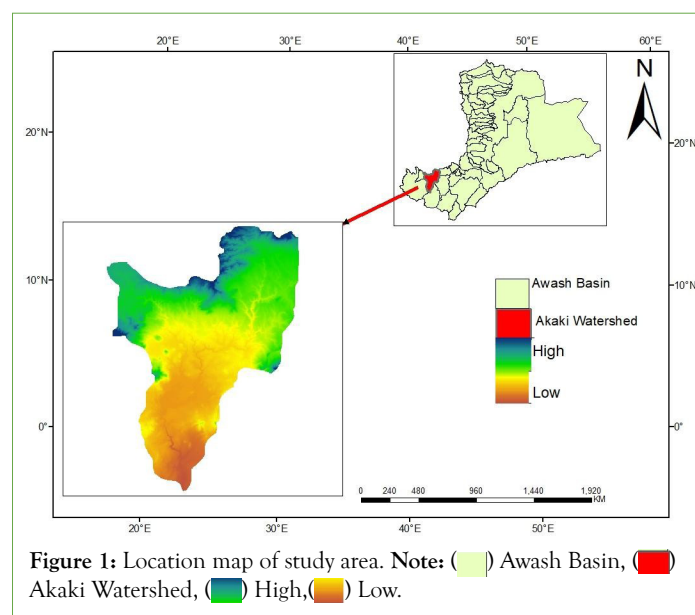 20°E 30°E 40°E 50°E 60°E
N
20°N 20°N
10°N 10°N
Awash Basin
Akaki Watershed
High
Low
0° 0°
0 240 480 960 1,440 1,920
20°E 30°E 40°E 50°E
Figure 1: Location map of study area. Note: ( ) Awash Basin, ( )
Akaki Watershed, ( ) High,( ) Low.